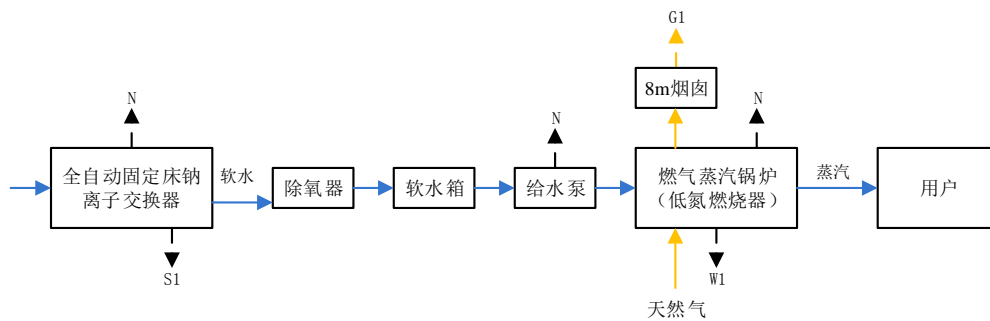 G1
8m烟囱
N
N
N
全自动固定床钠
离子交换器
软水
除氧器
软水箱
给水泵
燃气蒸汽锅炉
（低氮燃烧器）
蒸汽
用户
S1
W1
天然气